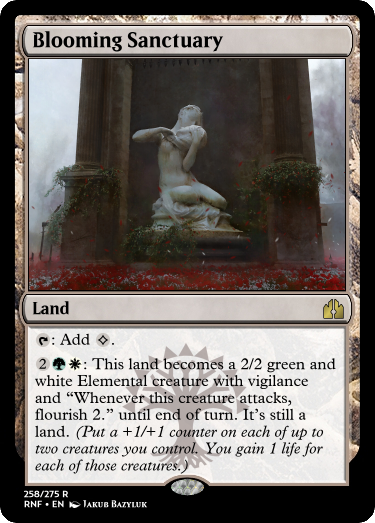 Blooming Sanctuary
Land
: Add .
2 : This land becomes a 2/2 green and
white Elemental creature with vigilance
and “Whenever this creature attacks,
flourish 2.” until end of turn. It’s still a
land. (Put a +1/+1 counter on each of up to
two creatures you control. You gain 1 life for
each of those creatures.)
258/275 R
RNF • EN Jakub Bazyluk